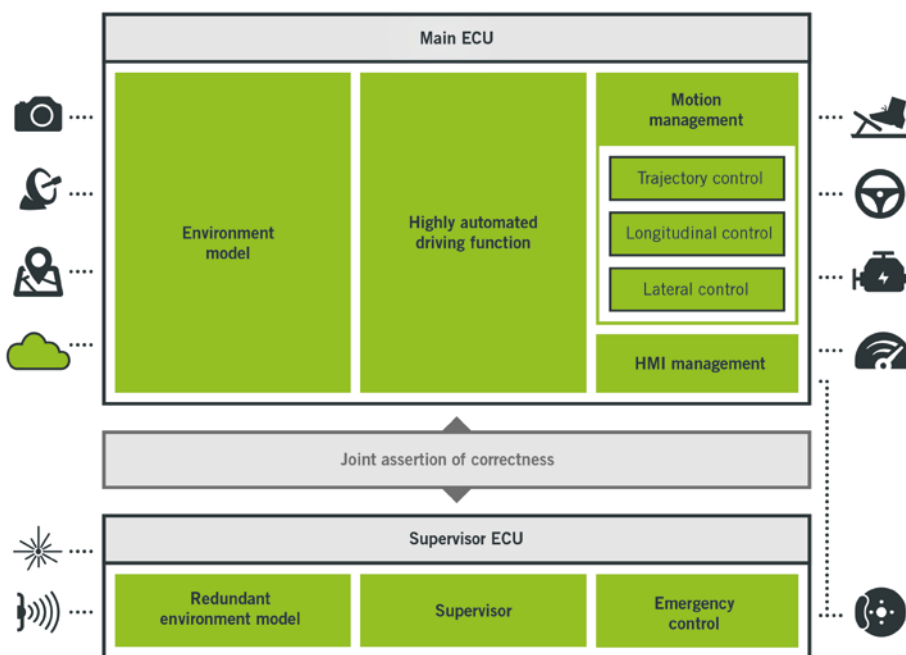 Main ECU
Environment
model
Highly automated
driving function
Motion
management
Trajectory control
Longitudinal control
Lateral control
HMI management
Joint assertion of correctness
Supervisor ECU
Redundant
environment model
Supervisor
Emergency
control